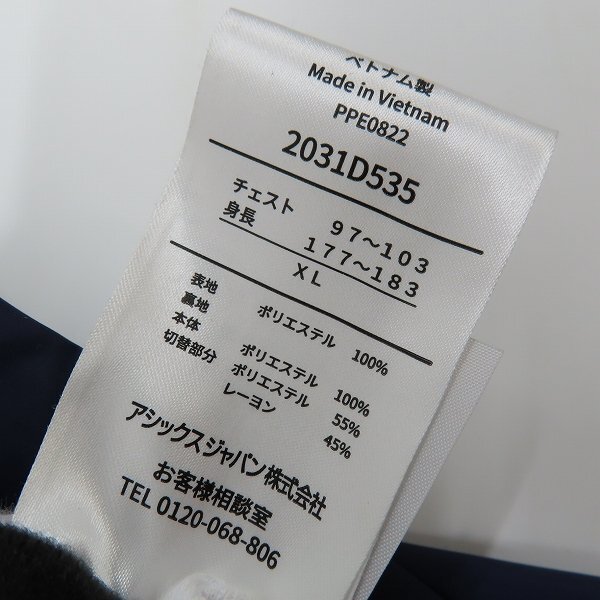 ベトナム製
Made in Vietnam
PPE0822
2031D535
チェスト 97～103
身長 177～183
XL
表地 ポリエステル 100%
裏地
本体 ポリエステル 100%
切替部分 ポリエステル 55%
レーヨン 45%
アシックスジャパン株式会社
お客様相談室
TEL 0120-068-806